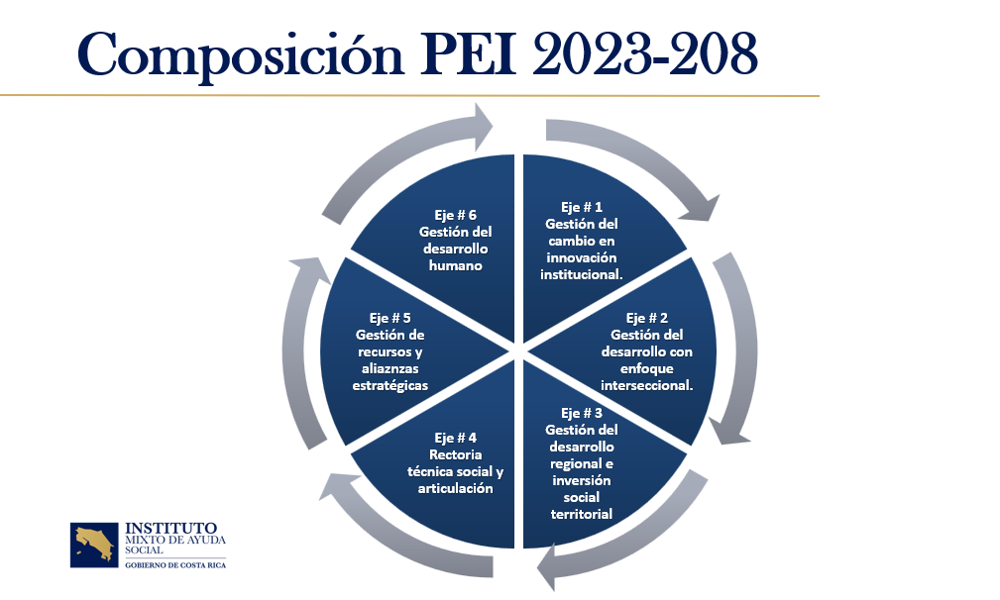 Composición PEI 2023-208
Eje # 1
Gestión del
cambio en
innovación
institucional.
Eje # 2
Gestión del
desarrollo con
enfoque
interseccional.
Eje # 3
Gestión del
desarrollo
regional e
inversión
social
territorial
Eje # 4
Rectoria
técnica social y
articulación
Eje # 5
Gestión de
recursos y
aliaznzas
estratégicas
Eje # 6
Gestión del
desarrollo
humano
INSTITUTO
MIXTO DE AYUDA
SOCIAL
GOBIERNO DE COSTA RICA